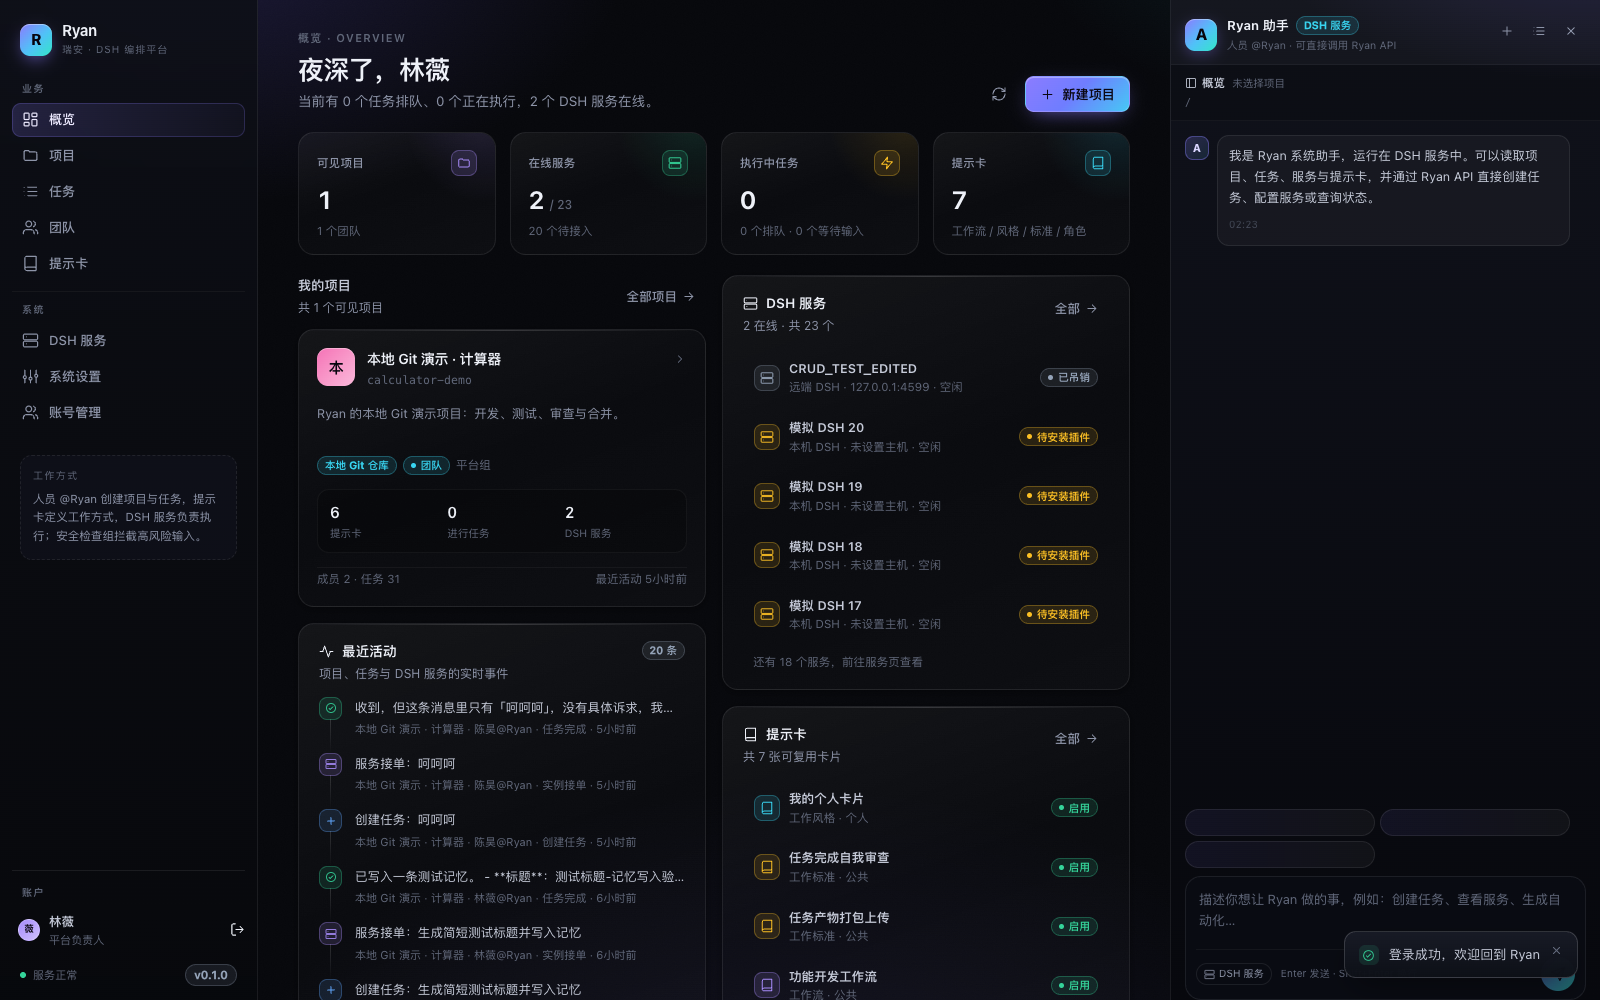 R
Ryan
瑞安 · DSH 编排平台
业务
概览
项目
任务
团队
提示卡
系统
DSH 服务
系统设置
账号管理
工作方式
人员 @Ryan 创建项目与任务，提示
卡定义工作方式，DSH 服务负责执
行；安全检查组拦截高风险输入。
账户
薇
林薇
平台负责人
服务正常
v0.1.0
概览 · OVERVIEW
夜深了，林薇
当前有 0 个任务排队、0 个正在执行，2 个 DSH 服务在线。
新建项目
可见项目
1
1 个团队
在线服务
2 / 23
20 个待接入
执行中任务
0
0 个排队 · 0 个等待输入
提示卡
7
工作流 / 风格 / 标准 / 角色
我的项目
共 1 个可见项目
全部项目 →
本
本地 Git 演示 · 计算器
calculator-demo
Ryan 的本地 Git 演示项目：开发、测试、审查与合并。
本地 Git 仓库
团队
平台组
6
提示卡
0
进行任务
2
DSH 服务
成员 2 · 任务 31
最近活动 5小时前
最近活动
20 条
项目、任务与 DSH 服务的实时事件
收到，但这条消息里只有「呵呵呵」，没有具体诉求，我...
本地 Git 演示 · 计算器 · 陈昊@Ryan · 任务完成 · 5小时前
服务接单：呵呵呵
本地 Git 演示 · 计算器 · 陈昊@Ryan · 实例接单 · 5小时前
创建任务：呵呵呵
本地 Git 演示 · 计算器 · 陈昊@Ryan · 创建任务 · 5小时前
已写入一条测试记忆。 - **标题**：测试标题-记忆写入验...
本地 Git 演示 · 计算器 · 林薇@Ryan · 任务完成 · 6小时前
服务接单：生成简短测试标题并写入记忆
本地 Git 演示 · 计算器 · 林薇@Ryan · 实例接单 · 6小时前
创建任务：生成简短测试标题并写入记忆
DSH 服务
2 在线 · 共 23 个
全部 →
CRUD_TEST_EDITED
远端 DSH · 127.0.0.1:4599 · 空闲
已吊销
模拟 DSH 20
本机 DSH · 未设置主机 · 空闲
待安装插件
模拟 DSH 19
本机 DSH · 未设置主机 · 空闲
待安装插件
模拟 DSH 18
本机 DSH · 未设置主机 · 空闲
待安装插件
模拟 DSH 17
本机 DSH · 未设置主机 · 空闲
待安装插件
还有 18 个服务，前往服务页查看
提示卡
共 7 张可复用卡片
全部 →
我的个人卡片
工作风格 · 个人
启用
任务完成自我审查
工作标准 · 公共
启用
任务产物打包上传
工作标准 · 公共
启用
功能开发工作流
工作流 · 公共
启用
A
Ryan 助手
DSH 服务
人员 @Ryan · 可直接调用 Ryan API
概览 未选择项目
/
A
我是 Ryan 系统助手，运行在 DSH 服务中。可以读取项
目、任务、服务与提示卡，并通过 Ryan API 直接创建任
务、配置服务或查询状态。
02:23
描述你想让 Ryan 做的事，例如：创建任务、查看服务、生成自
动化...
DSH 服务
Enter 发送 ·
登录成功，欢迎回到 Ryan